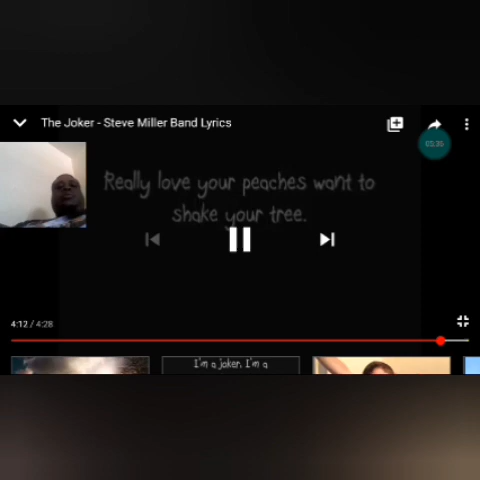 The Joker - Steve Miller Band Lyrics
05:35
Really love your peaches want to
shake your tree.
4:12 / 4:28
I'm a joker, I'm a